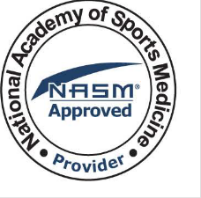 National Academy of Sports Medicine
NASM®
Approved
• Provider •